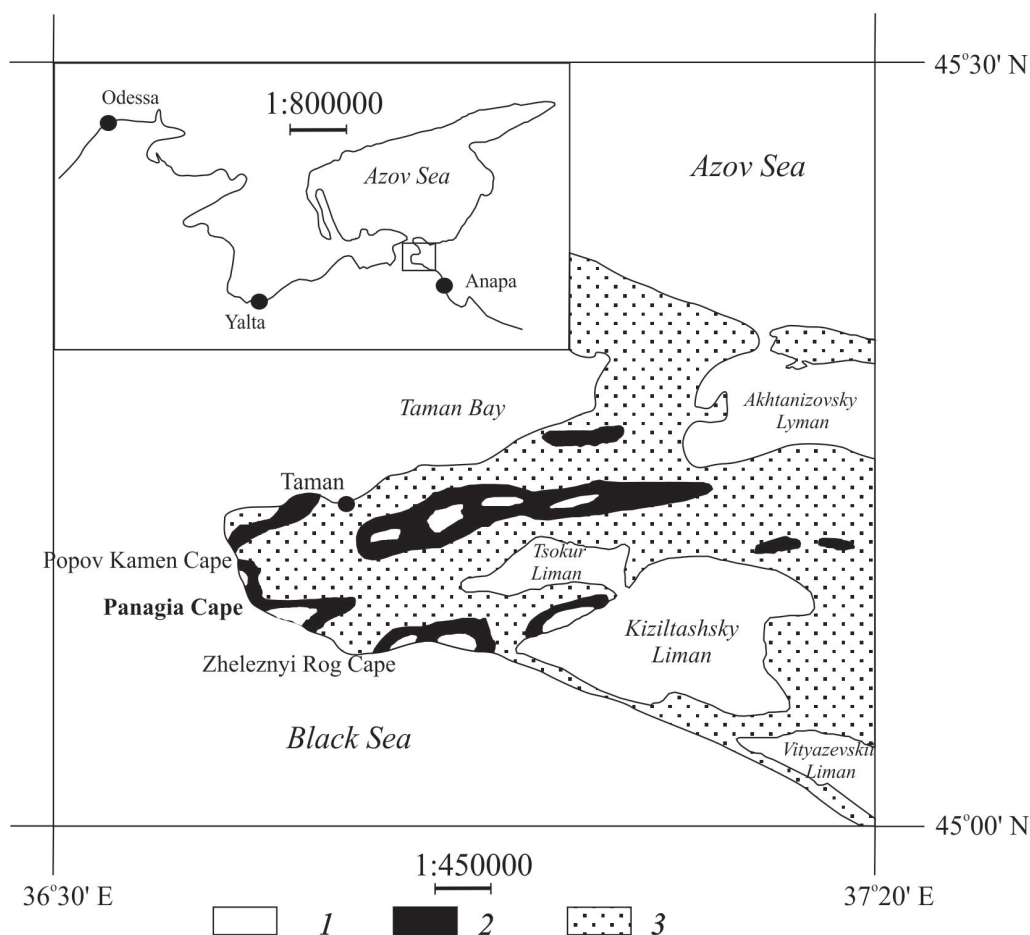 45°30' N
Odessa
1:800000
Azov Sea
Azov Sea
Anapa
Yalta
Taman Bay
Akhtanizovsky
Lyman
Taman
Popov Kamen Cape
Tsokur
Liman
Panagia Cape
Kiziltashsky
Liman
Zheleznyi Rog Cape
Black Sea
Vityazevskii
Liman
45°00' N
1:450000
36°30' E
37°20' E
1
2
3